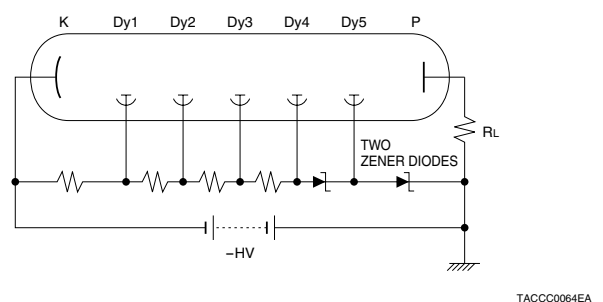 K Dy1 Dy2 Dy3 Dy4 Dy5 P
RL
TWO
ZENER DIODES
−HV
TACCC0064EA